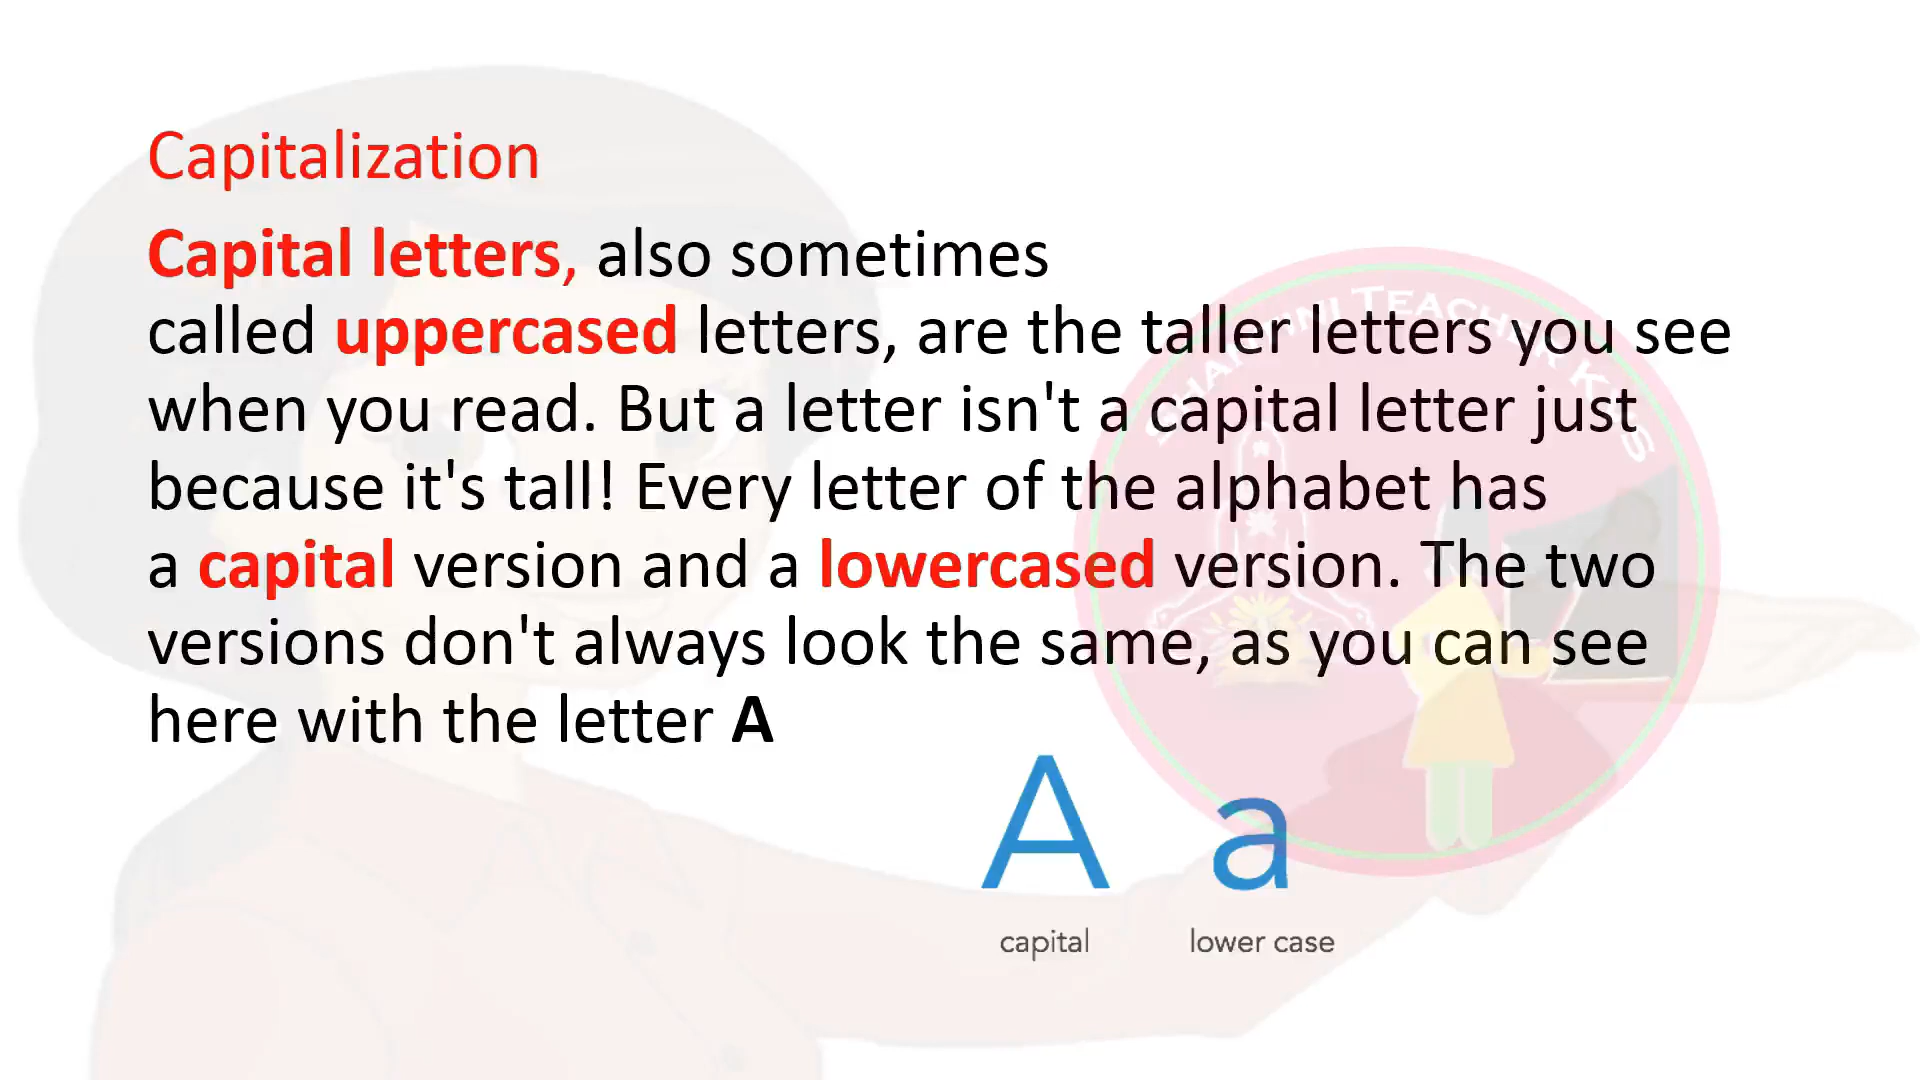 Capitalization
Capital letters, also sometimes
called uppercased letters, are the taller letters you see
when you read. But a letter isn't a capital letter just
because it's tall! Every letter of the alphabet has
a capital version and a lowercased version. The two
versions don't always look the same, as you can see
here with the letter A
A a
capital lower case